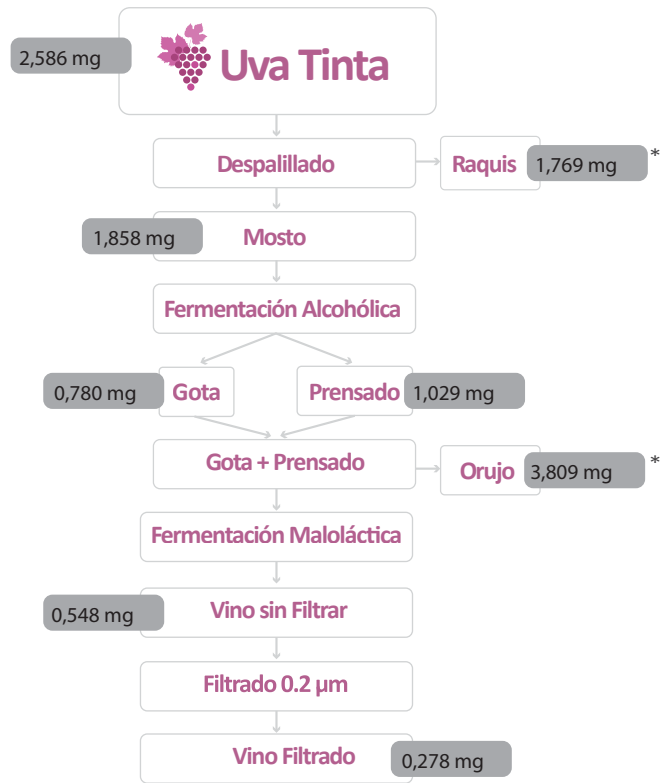 2,586 mg
Uva Tinta
Despalillado
Raquis
1,769 mg
*
1,858 mg
Mosto
Fermentación Alcohólica
0,780 mg
Gota
Prensado
1,029 mg
Gota + Prensado
Orujo
3,809 mg
*
Fermentación Maloláctica
0,548 mg
Vino sin Filtrar
Filtrado 0.2 µm
Vino Filtrado
0,278 mg